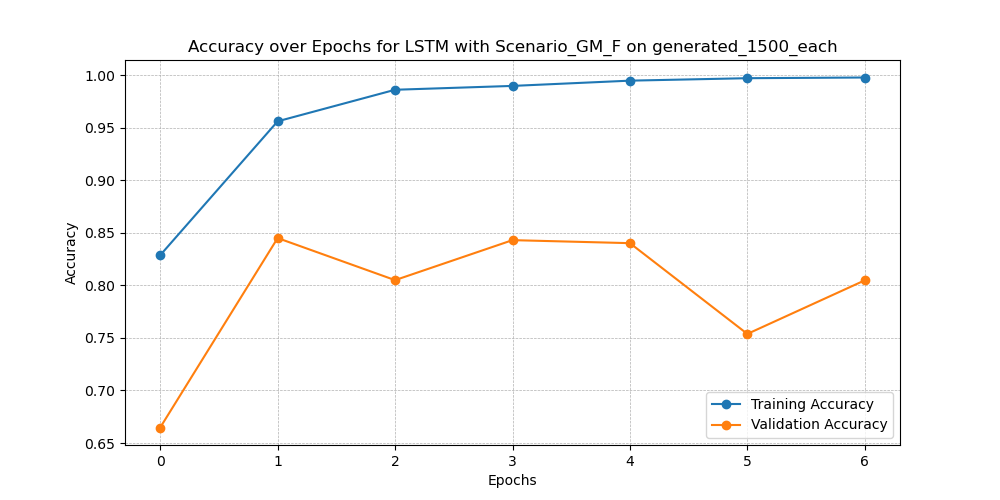 Accuracy over Epochs for LSTM with Scenario_GM_F on generated_1500_each
1.00
0.95
0.90
0.85
0.80
0.75
0.70
0.65
Accuracy
Training Accuracy
Validation Accuracy
0 1 2 3 4 5 6
Epochs